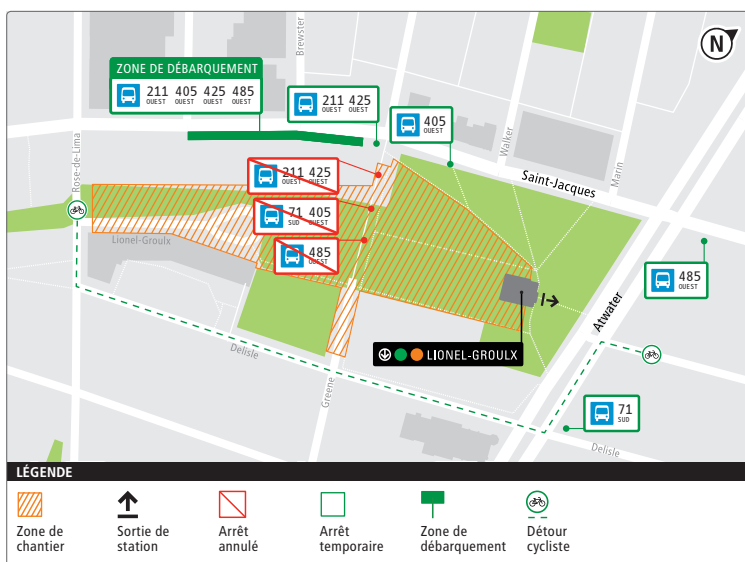 ZONE DE DÉBARQUEMENT
211 405 425 485
OUEST OUEST OUEST OUEST
Brewster
N
211 425
OUEST OUEST
405
OUEST
Walker
Marin
Saint-Jacques
Rose-de-Lima
211 425
OUEST OUEST
71 405
SUD OUEST
485
OUEST
Lionel-Groulx
485
OUEST
Atwater
LIONEL-GROULX
Delisle
Greene
71
SUD
Delisle
LÉGENDE
Zone de
chantier
Sortie de
station
Arrêt
annulé
Arrêt
temporaire
Zone de
débarquement
Détour
cycliste